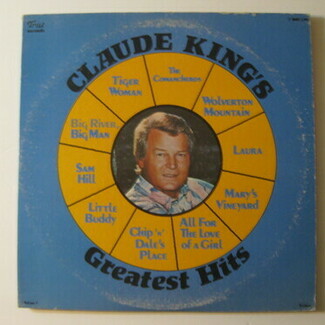 CLAUDE KING'S
The
Comancheros
Wolverton
Mountain
Laura
Mary's
Vineyard
All For
The Love
of a Girl
Chip 'n'
Dale's
Place
Little
Buddy
Sam
Hill
Big River,
Big Man
Tiger
Woman
Greatest Hits